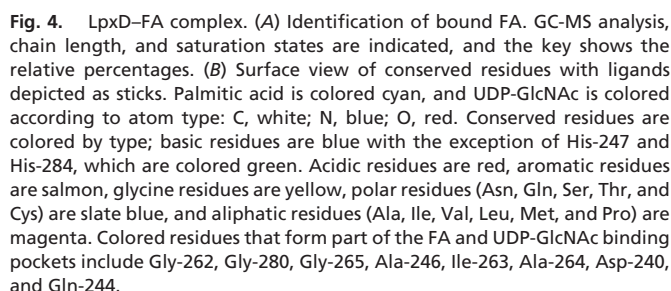 Fig. 4. LpxD–FA complex. (A) Identification of bound FA. GC-MS analysis,
chain length, and saturation states are indicated, and the key shows the
relative percentages. (B) Surface view of conserved residues with ligands
depicted as sticks. Palmitic acid is colored cyan, and UDP-GlcNAc is colored
according to atom type: C, white; N, blue; O, red. Conserved residues are
colored by type; basic residues are blue with the exception of His-247 and
His-284, which are colored green. Acidic residues are red, aromatic residues
are salmon, glycine residues are yellow, polar residues (Asn, Gln, Ser, Thr, and
Cys) are slate blue, and aliphatic residues (Ala, Ile, Val, Leu, Met, and Pro) are
magenta. Colored residues that form part of the FA and UDP-GlcNAc binding
pockets include Gly-262, Gly-280, Gly-265, Ala-246, Ile-263, Ala-264, Asp-240,
and Gln-244.